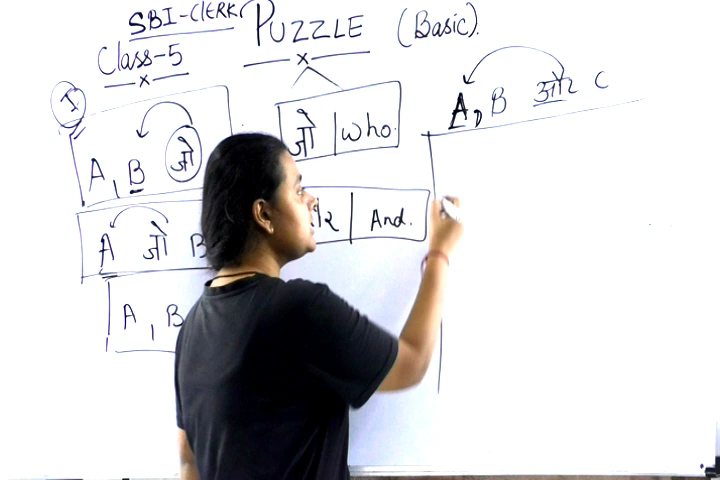 SBI-ClERK
PUZZLE (Basic).
Class-5
I
A, B जो
जो | who.
A जो B
And.
A, B
A, B और C